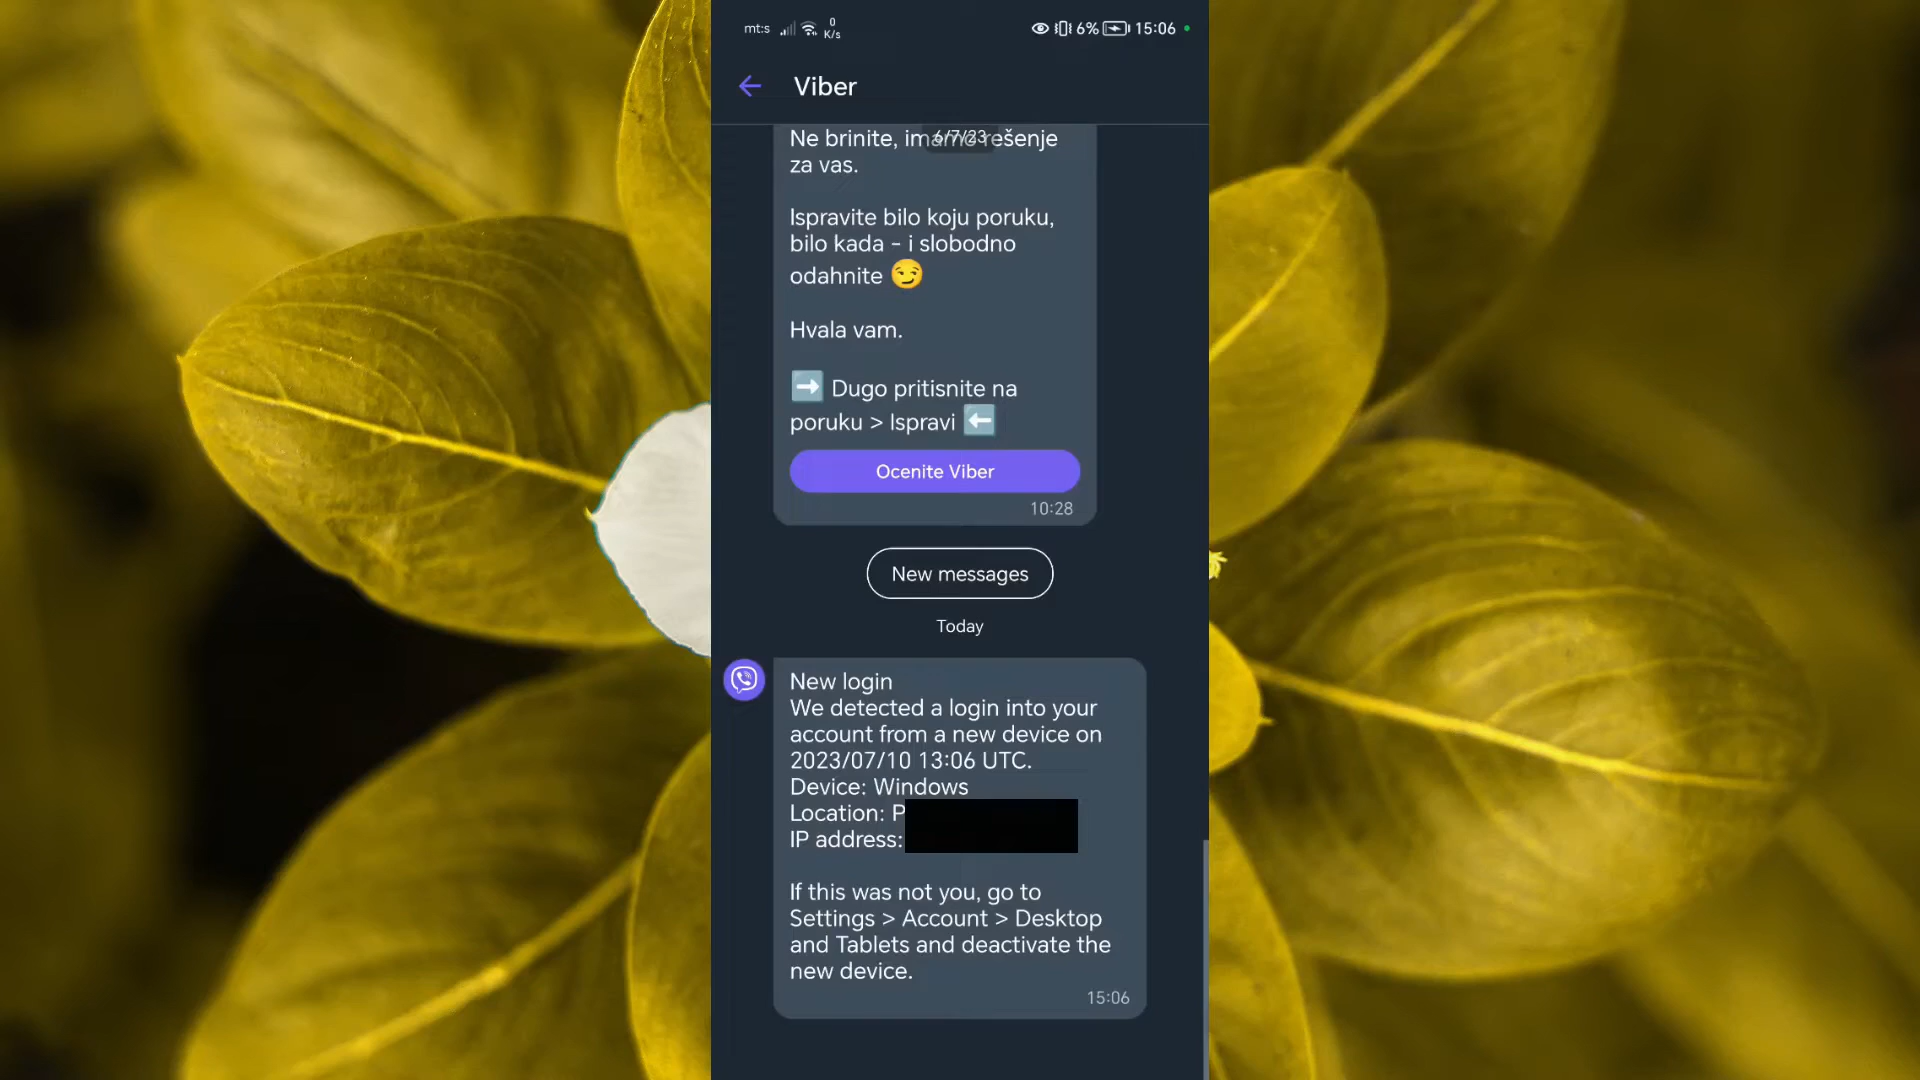 mt:s 0 K/s 6% 15:06
Viber
Ne brinite, imamo rešenje
6/7/23
za vas.
Ispravite bilo koju poruku,
bilo kada - i slobodno
odahnite 😏
Hvala vam.
➡️ Dugo pritisnite na
poruku > Ispravi ⬅️
Ocenite Viber
10:28
New messages
Today
New login
We detected a login into your
account from a new device on
2023/07/10 13:06 UTC.
Device: Windows
Location: P
IP address:
If this was not you, go to
Settings > Account > Desktop
and Tablets and deactivate the
new device.
15:06